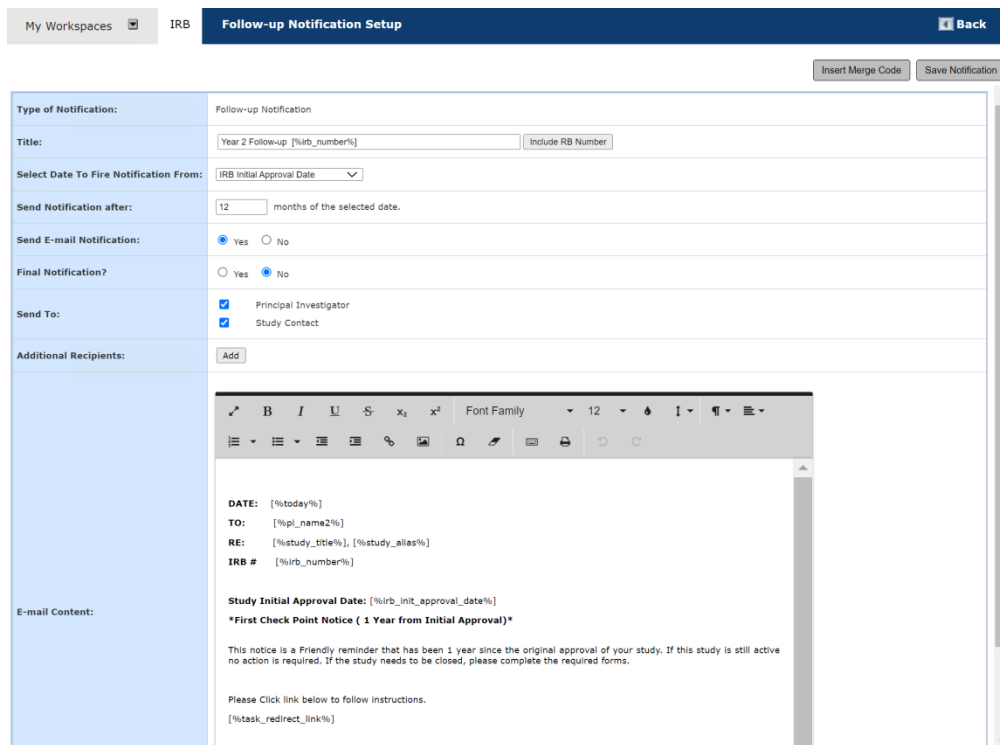 My Workspaces IRB Follow-up Notification Setup Back
Insert Merge Code Save Notification
Type of Notification: Follow-up Notification
Title: Year 2 Follow-up [%irb_number%] Include RB Number
Select Date To Fire Notification From: IRB Initial Approval Date
Send Notification after: 12 months of the selected date.
Send E-mail Notification: Yes No
Final Notification? Yes No
Send To: Principal Investigator
Study Contact
Additional Recipients: Add
B I U S x₂ x² Font Family 12
Ω
DATE: [%today%]
TO: [%pi_name2%]
RE: [%study_title%], [%study_alias%]
IRB # [%irb_number%]
E-mail Content:
Study Initial Approval Date: [%irb_init_approval_date%]
*First Check Point Notice ( 1 Year from Initial Approval)*
This notice is a Friendly reminder that has been 1 year since the original approval of your study. If this study is still active
no action is required. If the study needs to be closed, please complete the required forms.
Please Click link below to follow instructions.
[%task_redirect_link%]